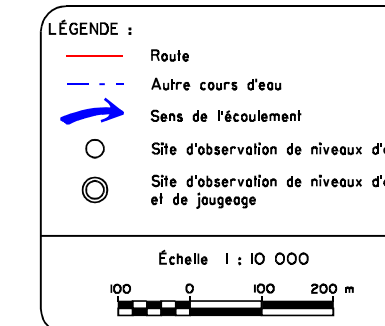 LÉGENDE :
Route
Autre cours d'eau
Sens de l'écoulement
Site d'observation de niveaux
Site d'observation de niveaux
et de jaugeage
Échelle 1 : 10 000
100 0 100 200 m